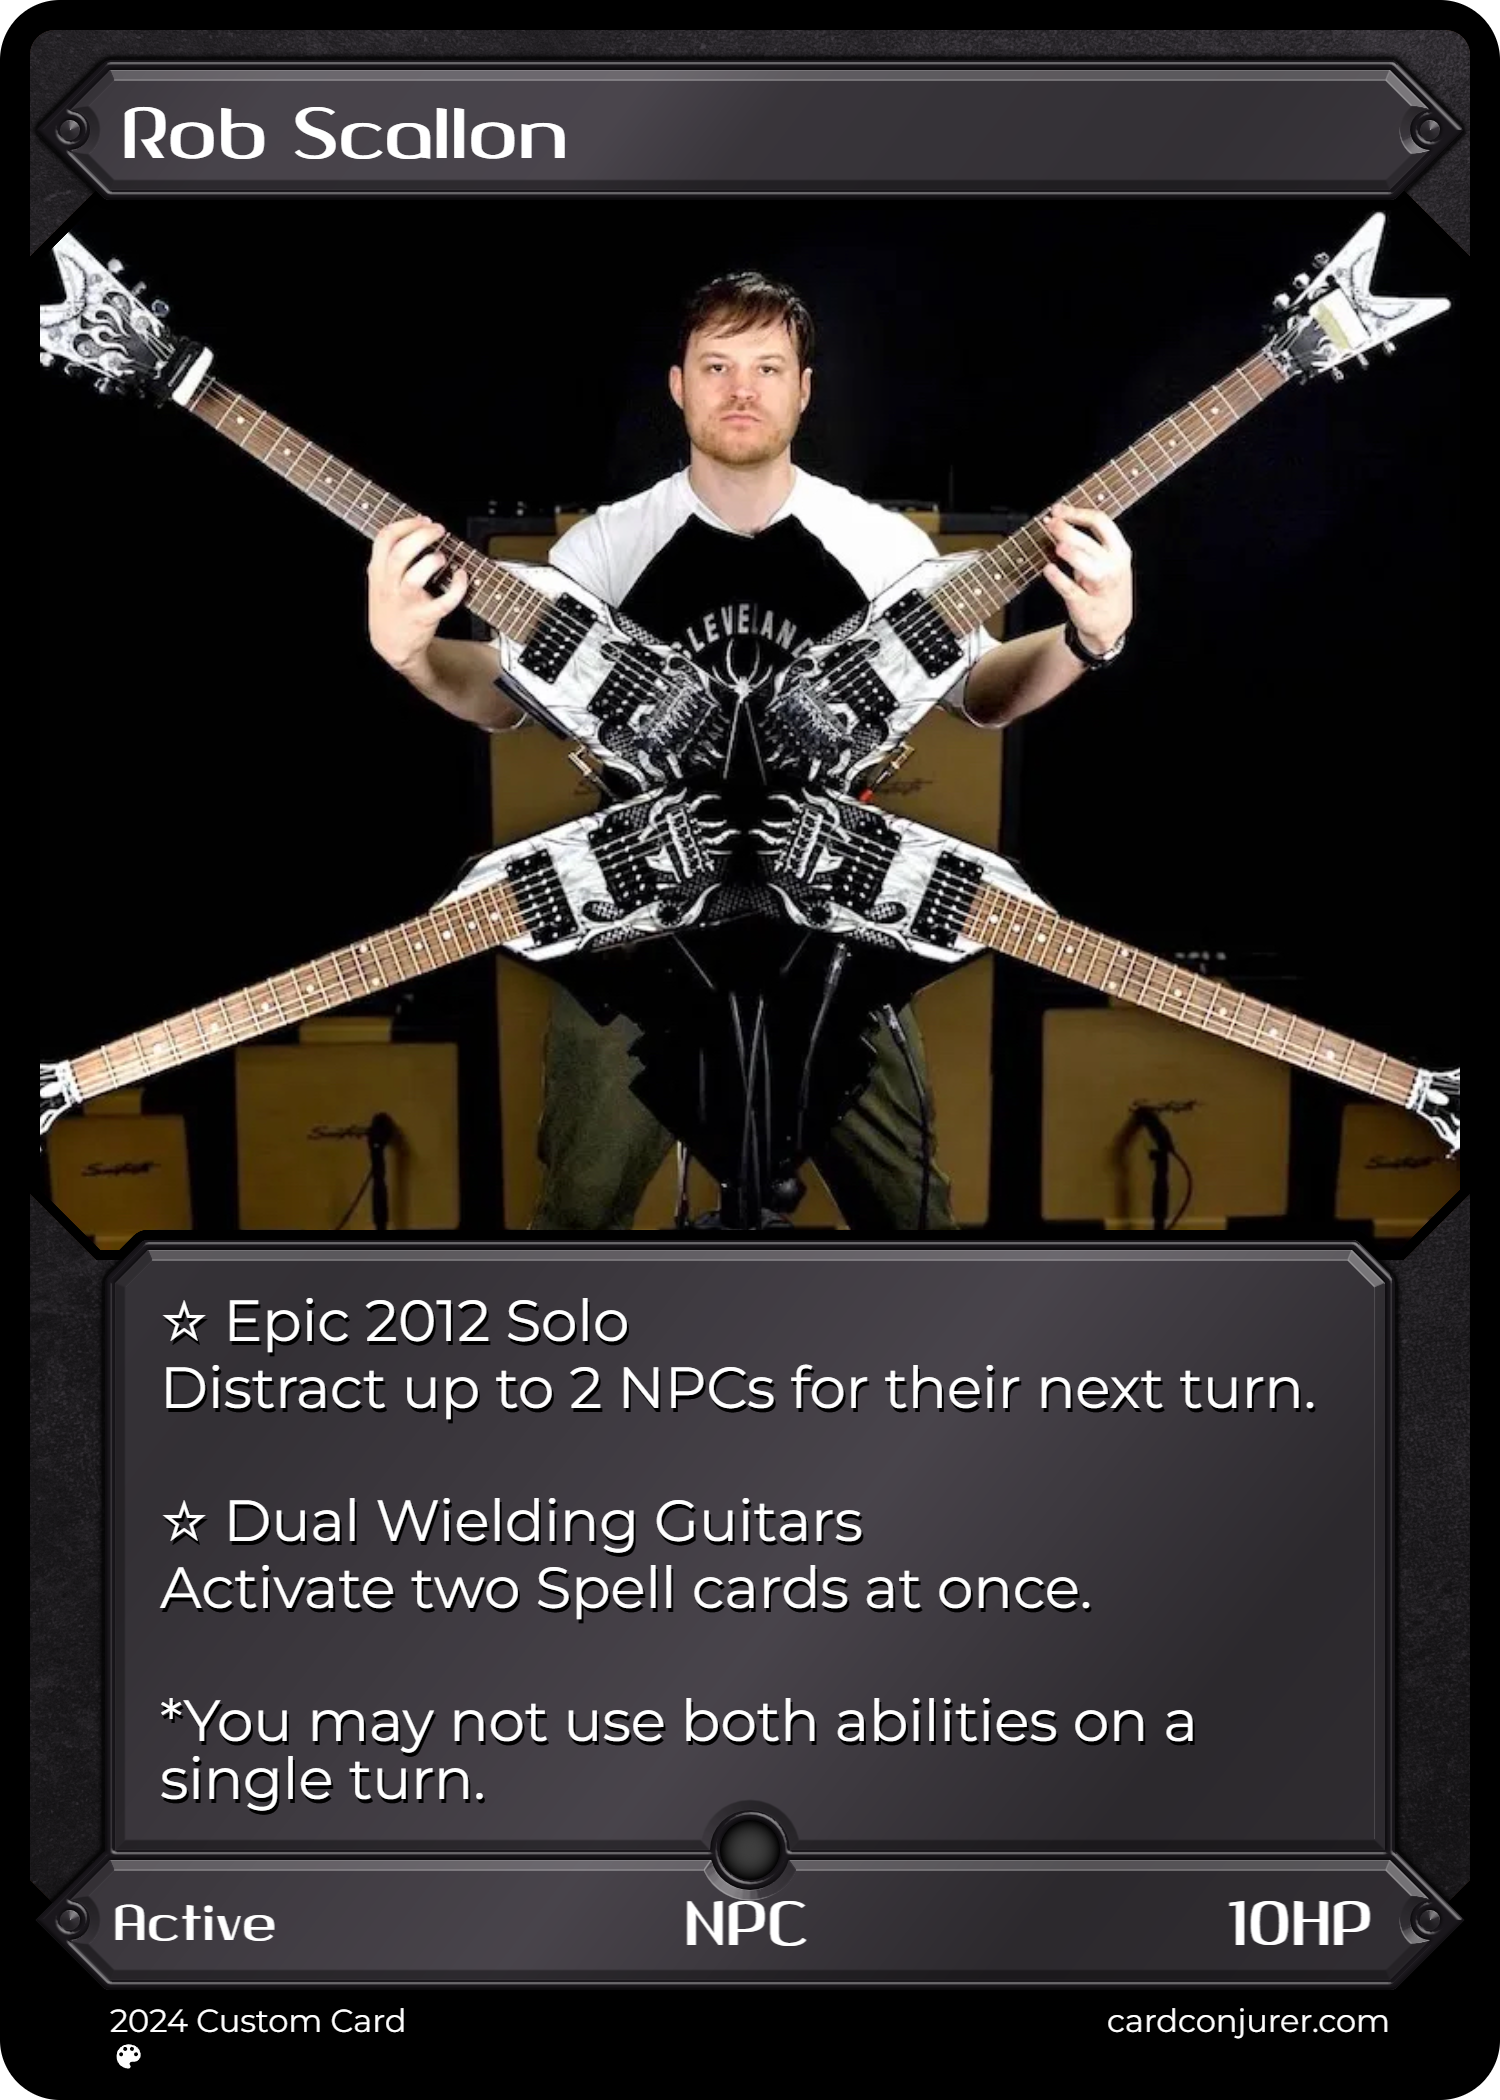 Rob Scallon
CLEVELAND
☆ Epic 2012 Solo
Distract up to 2 NPCs for their next turn.
☆ Dual Wielding Guitars
Activate two Spell cards at once.
*You may not use both abilities on a
single turn.
Active NPC 10HP
2024 Custom Card cardconjurer.com